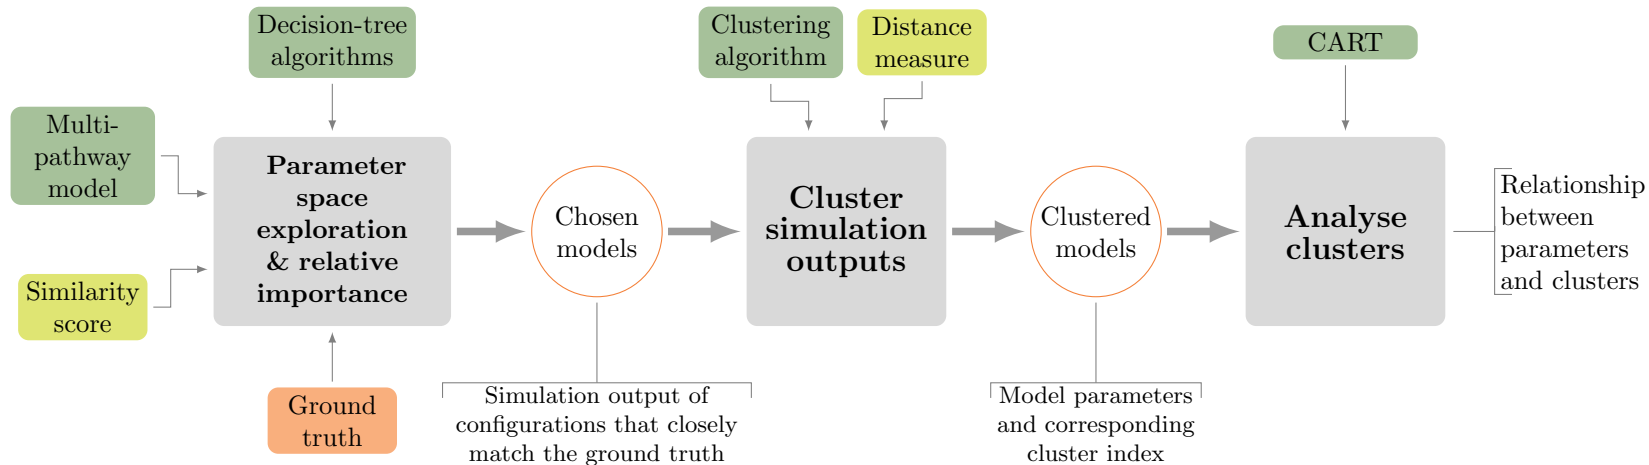 Decision-tree
algorithms
Multi-
pathway
model
Similarity
score
Ground
truth
Parameter
space
exploration
& relative
importance
Chosen
models
Simulation output of
configurations that closely
match the ground truth
Clustering
algorithm
Distance
measure
Cluster
simulation
outputs
Clustered
models
Model parameters
and corresponding
cluster index
CART
Analyse
clusters
Relationship
between
parameters
and clusters